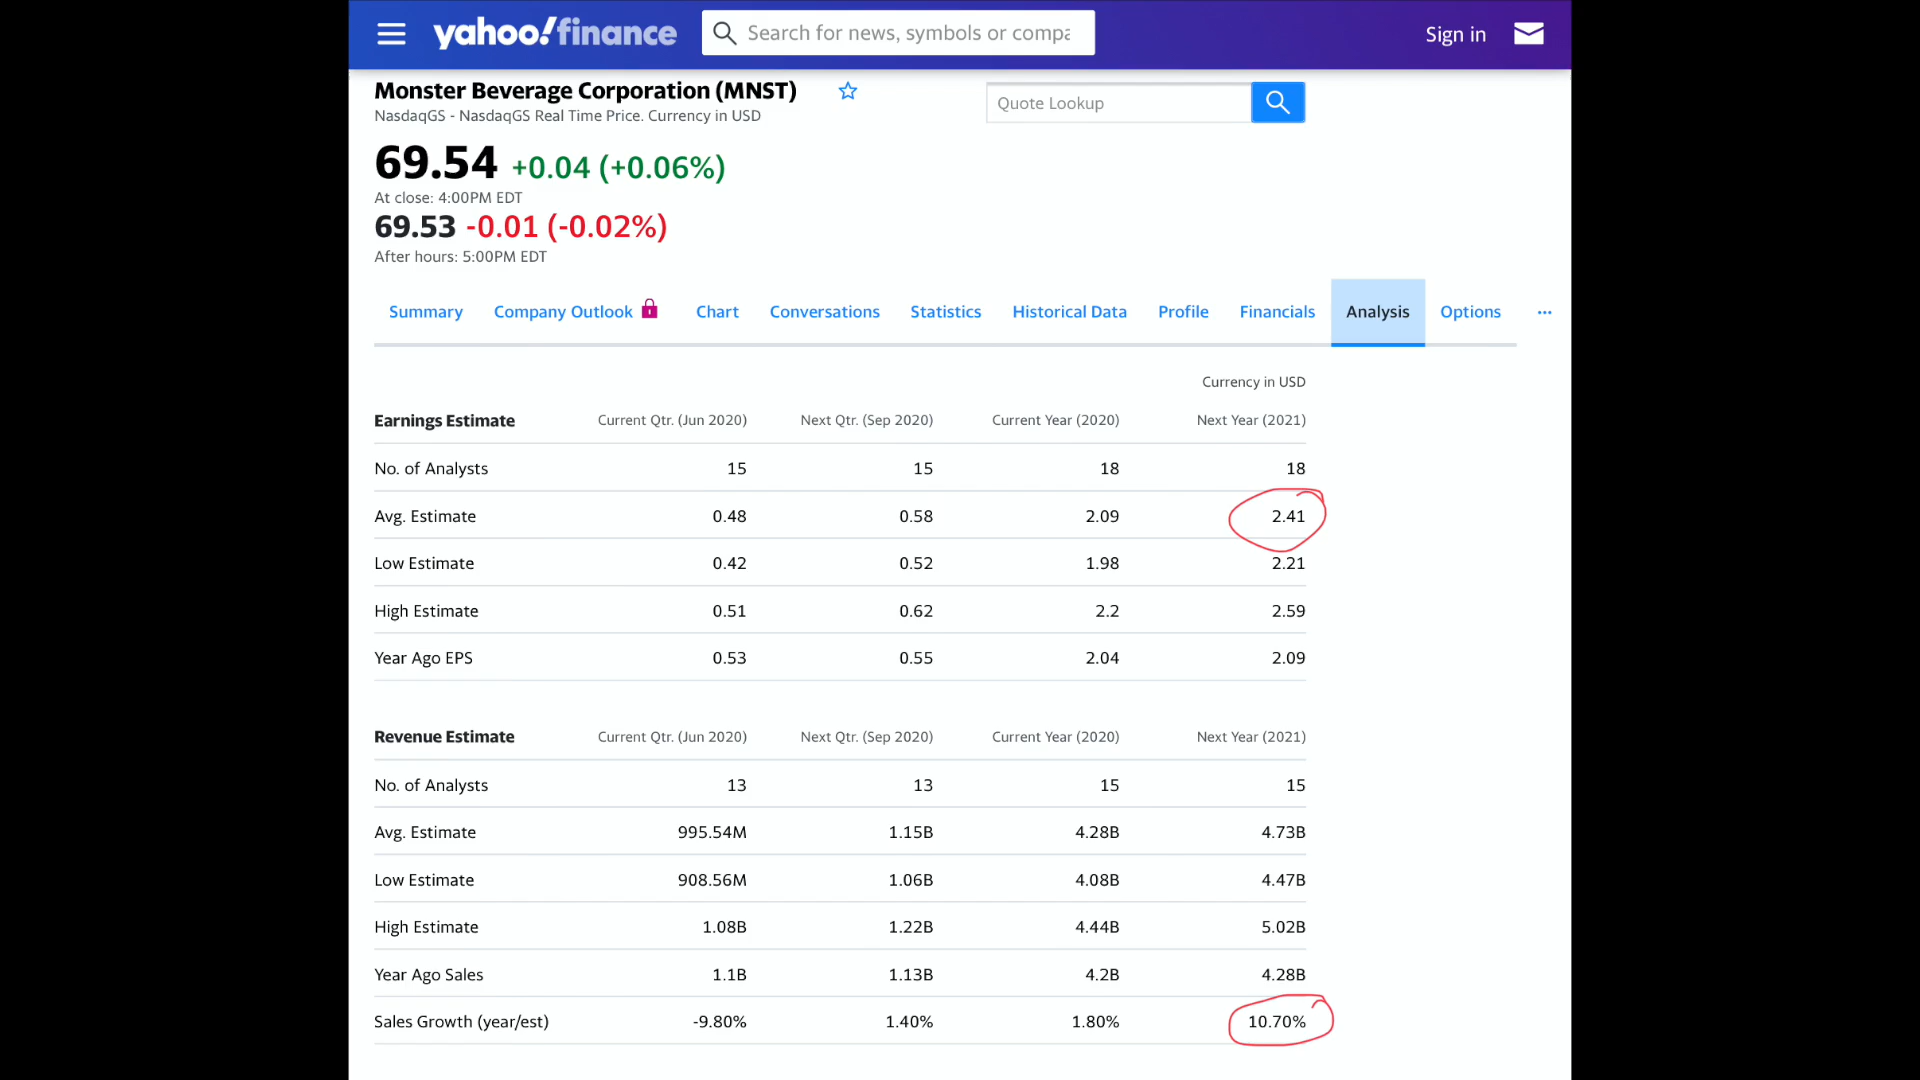 yahoo!finance Search for news, symbols or compa Sign in
Monster Beverage Corporation (MNST)
NasdaqGS - NasdaqGS Real Time Price. Currency in USD
Quote Lookup
69.54 +0.04 (+0.06%)
At close: 4:00PM EDT
69.53 -0.01 (-0.02%)
After hours: 5:00PM EDT
Summary Company Outlook Chart Conversations Statistics Historical Data Profile Financials Analysis Options ...
Currency in USD
Earnings Estimate Current Qtr. (Jun 2020) Next Qtr. (Sep 2020) Current Year (2020) Next Year (2021)
No. of Analysts 15 15 18 18
Avg. Estimate 0.48 0.58 2.09 2.41
Low Estimate 0.42 0.52 1.98 2.21
High Estimate 0.51 0.62 2.2 2.59
Year Ago EPS 0.53 0.55 2.04 2.09
Revenue Estimate Current Qtr. (Jun 2020) Next Qtr. (Sep 2020) Current Year (2020) Next Year (2021)
No. of Analysts 13 13 15 15
Avg. Estimate 995.54M 1.15B 4.28B 4.73B
Low Estimate 908.56M 1.06B 4.08B 4.47B
High Estimate 1.08B 1.22B 4.44B 5.02B
Year Ago Sales 1.1B 1.13B 4.2B 4.28B
Sales Growth (year/est) -9.80% 1.40% 1.80% 10.70%